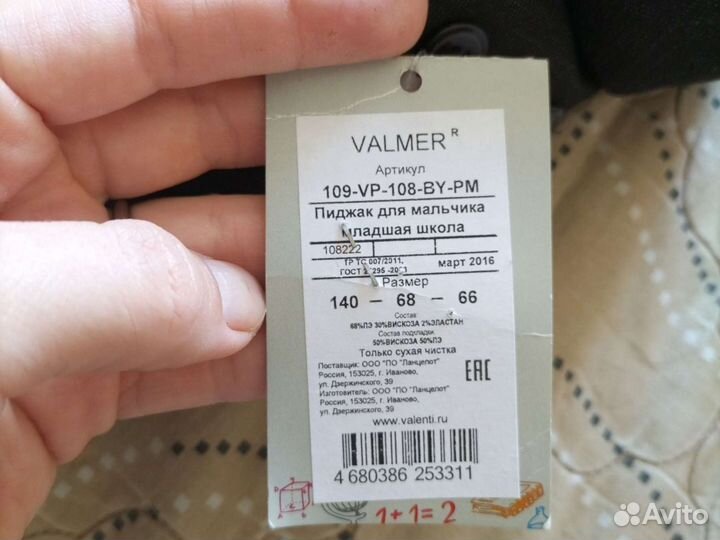 VALMER R
Артикул
109-VP-108-BY-PM
Пиджак для мальчика
младшая школа
108222
ТР ТС 007/2011,
ГОСТ
март 2016
Размер
140 – 68 – 66
Состав
68%ПЭ 30%ВИСКОЗА 2%ЭЛАСТАН
Состав подкладки
50%ВИСКОЗА 50%ПЭ
Только сухая чистка
Поставщик: ООО "ПО "Ланцелот"
Россия, 153025, г. Иваново,
ул. Дзержинского, 39
Изготовитель: ООО "ПО "Ланцелот"
Россия, 153025, г. Иваново,
ул. Дзержинского, 39
EAC
www.valenti.ru
4 680386 253311
1+1=2
Avito